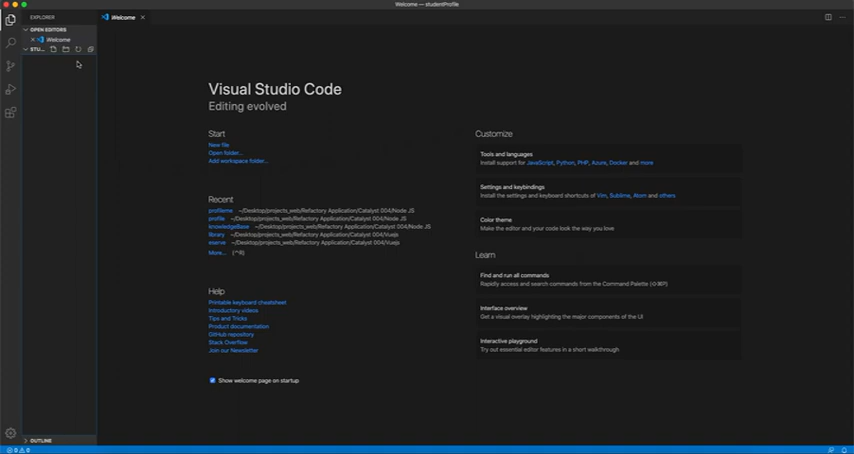 Welcome — studentProfile
EXPLORER
Welcome
OPEN EDITORS
Welcome
STU...
Visual Studio Code
Editing evolved
Start
New file
Open folder...
Add workspace folder...
Recent
profileme ~/Desktop/projects_web/Refactory Application/Catalyst 004/Node JS
profile ~/Desktop/projects_web/Refactory Application/Catalyst 004/Node JS
knowledgeBase ~/Desktop/projects_web/Refactory Application/Catalyst 004/Node JS
library ~/Desktop/projects_web/Refactory Application/Catalyst 004/Vuejs
eserve ~/Desktop/projects_web/Refactory Application/Catalyst 004/Vuejs
More... (^R)
Help
Printable keyboard cheatsheet
Introductory videos
Tips and Tricks
Product documentation
GitHub repository
Stack Overflow
Join our Newsletter
Show welcome page on startup
Customize
Tools and languages
Install support for JavaScript, Python, PHP, Azure, Docker and more
Settings and keybindings
Install the settings and keyboard shortcuts of Vim, Sublime, Atom and others
Color theme
Make the editor and your code look the way you love
Learn
Find and run all commands
Rapidly access and search commands from the Command Palette (⇧⌘P)
Interface overview
Get a visual overlay highlighting the major components of the UI
Interactive playground
Try out essential editor features in a short walkthrough
OUTLINE
0 0